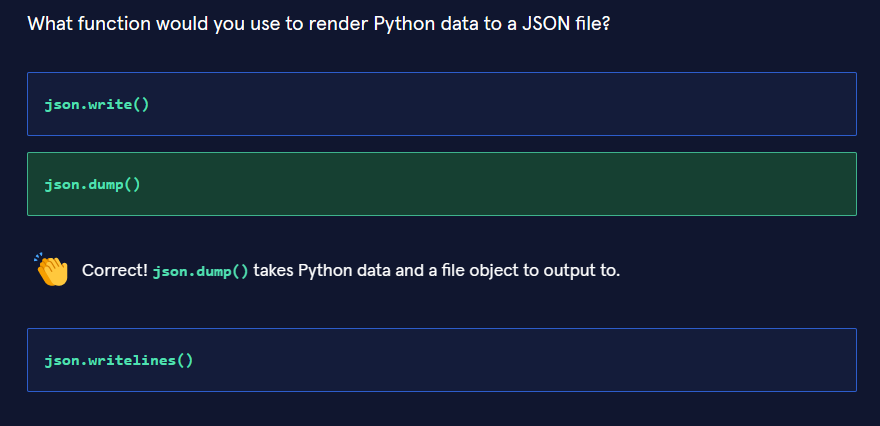 What function would you use to render Python data to a JSON file?
json.write()
json.dump()
Correct! json.dump() takes Python data and a file object to output to.
json.writelines()